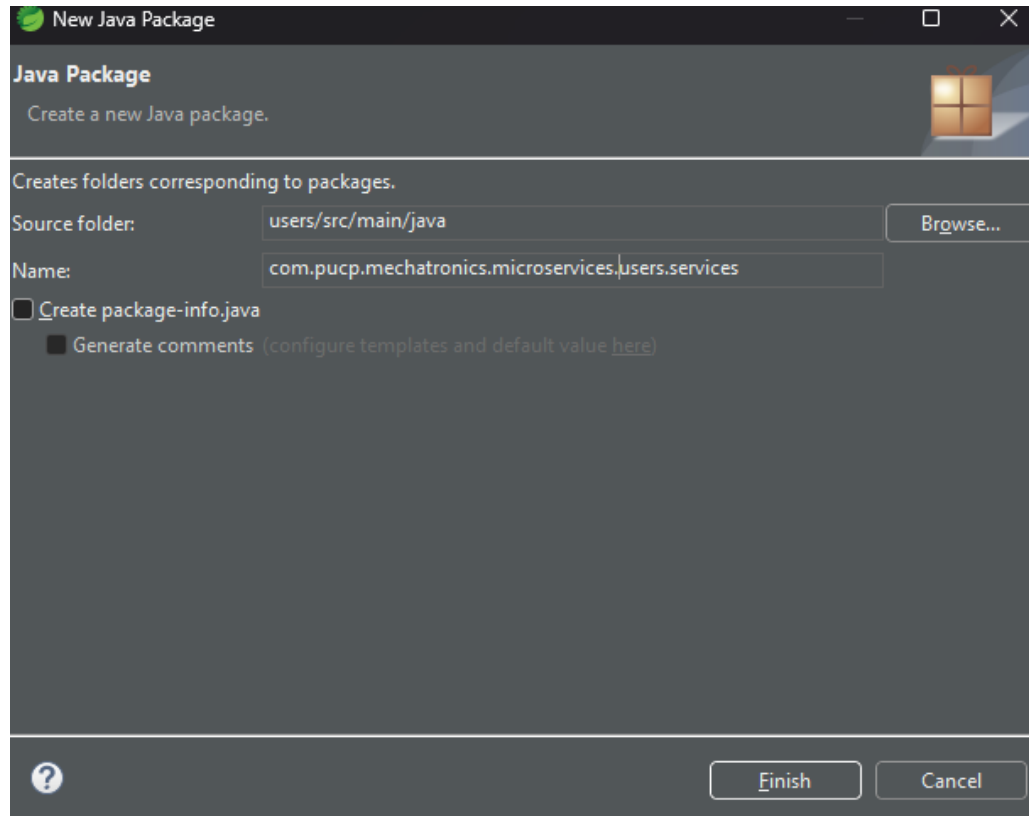 New Java Package
Java Package
Create a new Java package.
Creates folders corresponding to packages.
Source folder: users/src/main/java Browse...
Name: com.pucp.mechatronics.microservices.users.services
Create package-info.java
Generate comments (configure templates and default value here)
Finish Cancel